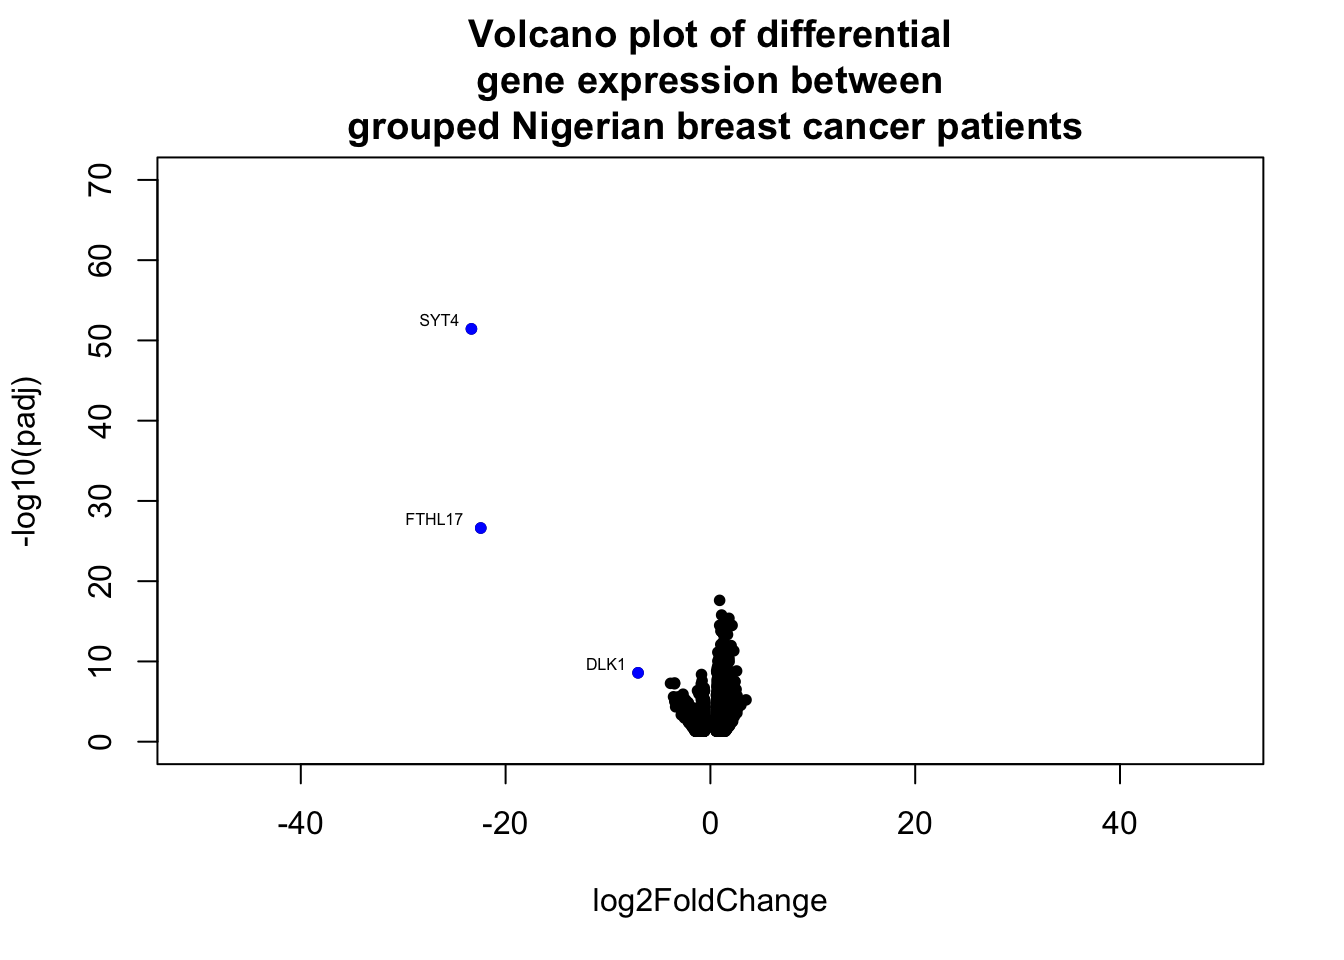 Volcano plot of differential
gene expression between
grouped Nigerian breast cancer patients
70
60
50
40
30
20
10
0
-log10(padj)
SYT4
FTHL17
DLK1
-40
-20
0
20
40
log2FoldChange